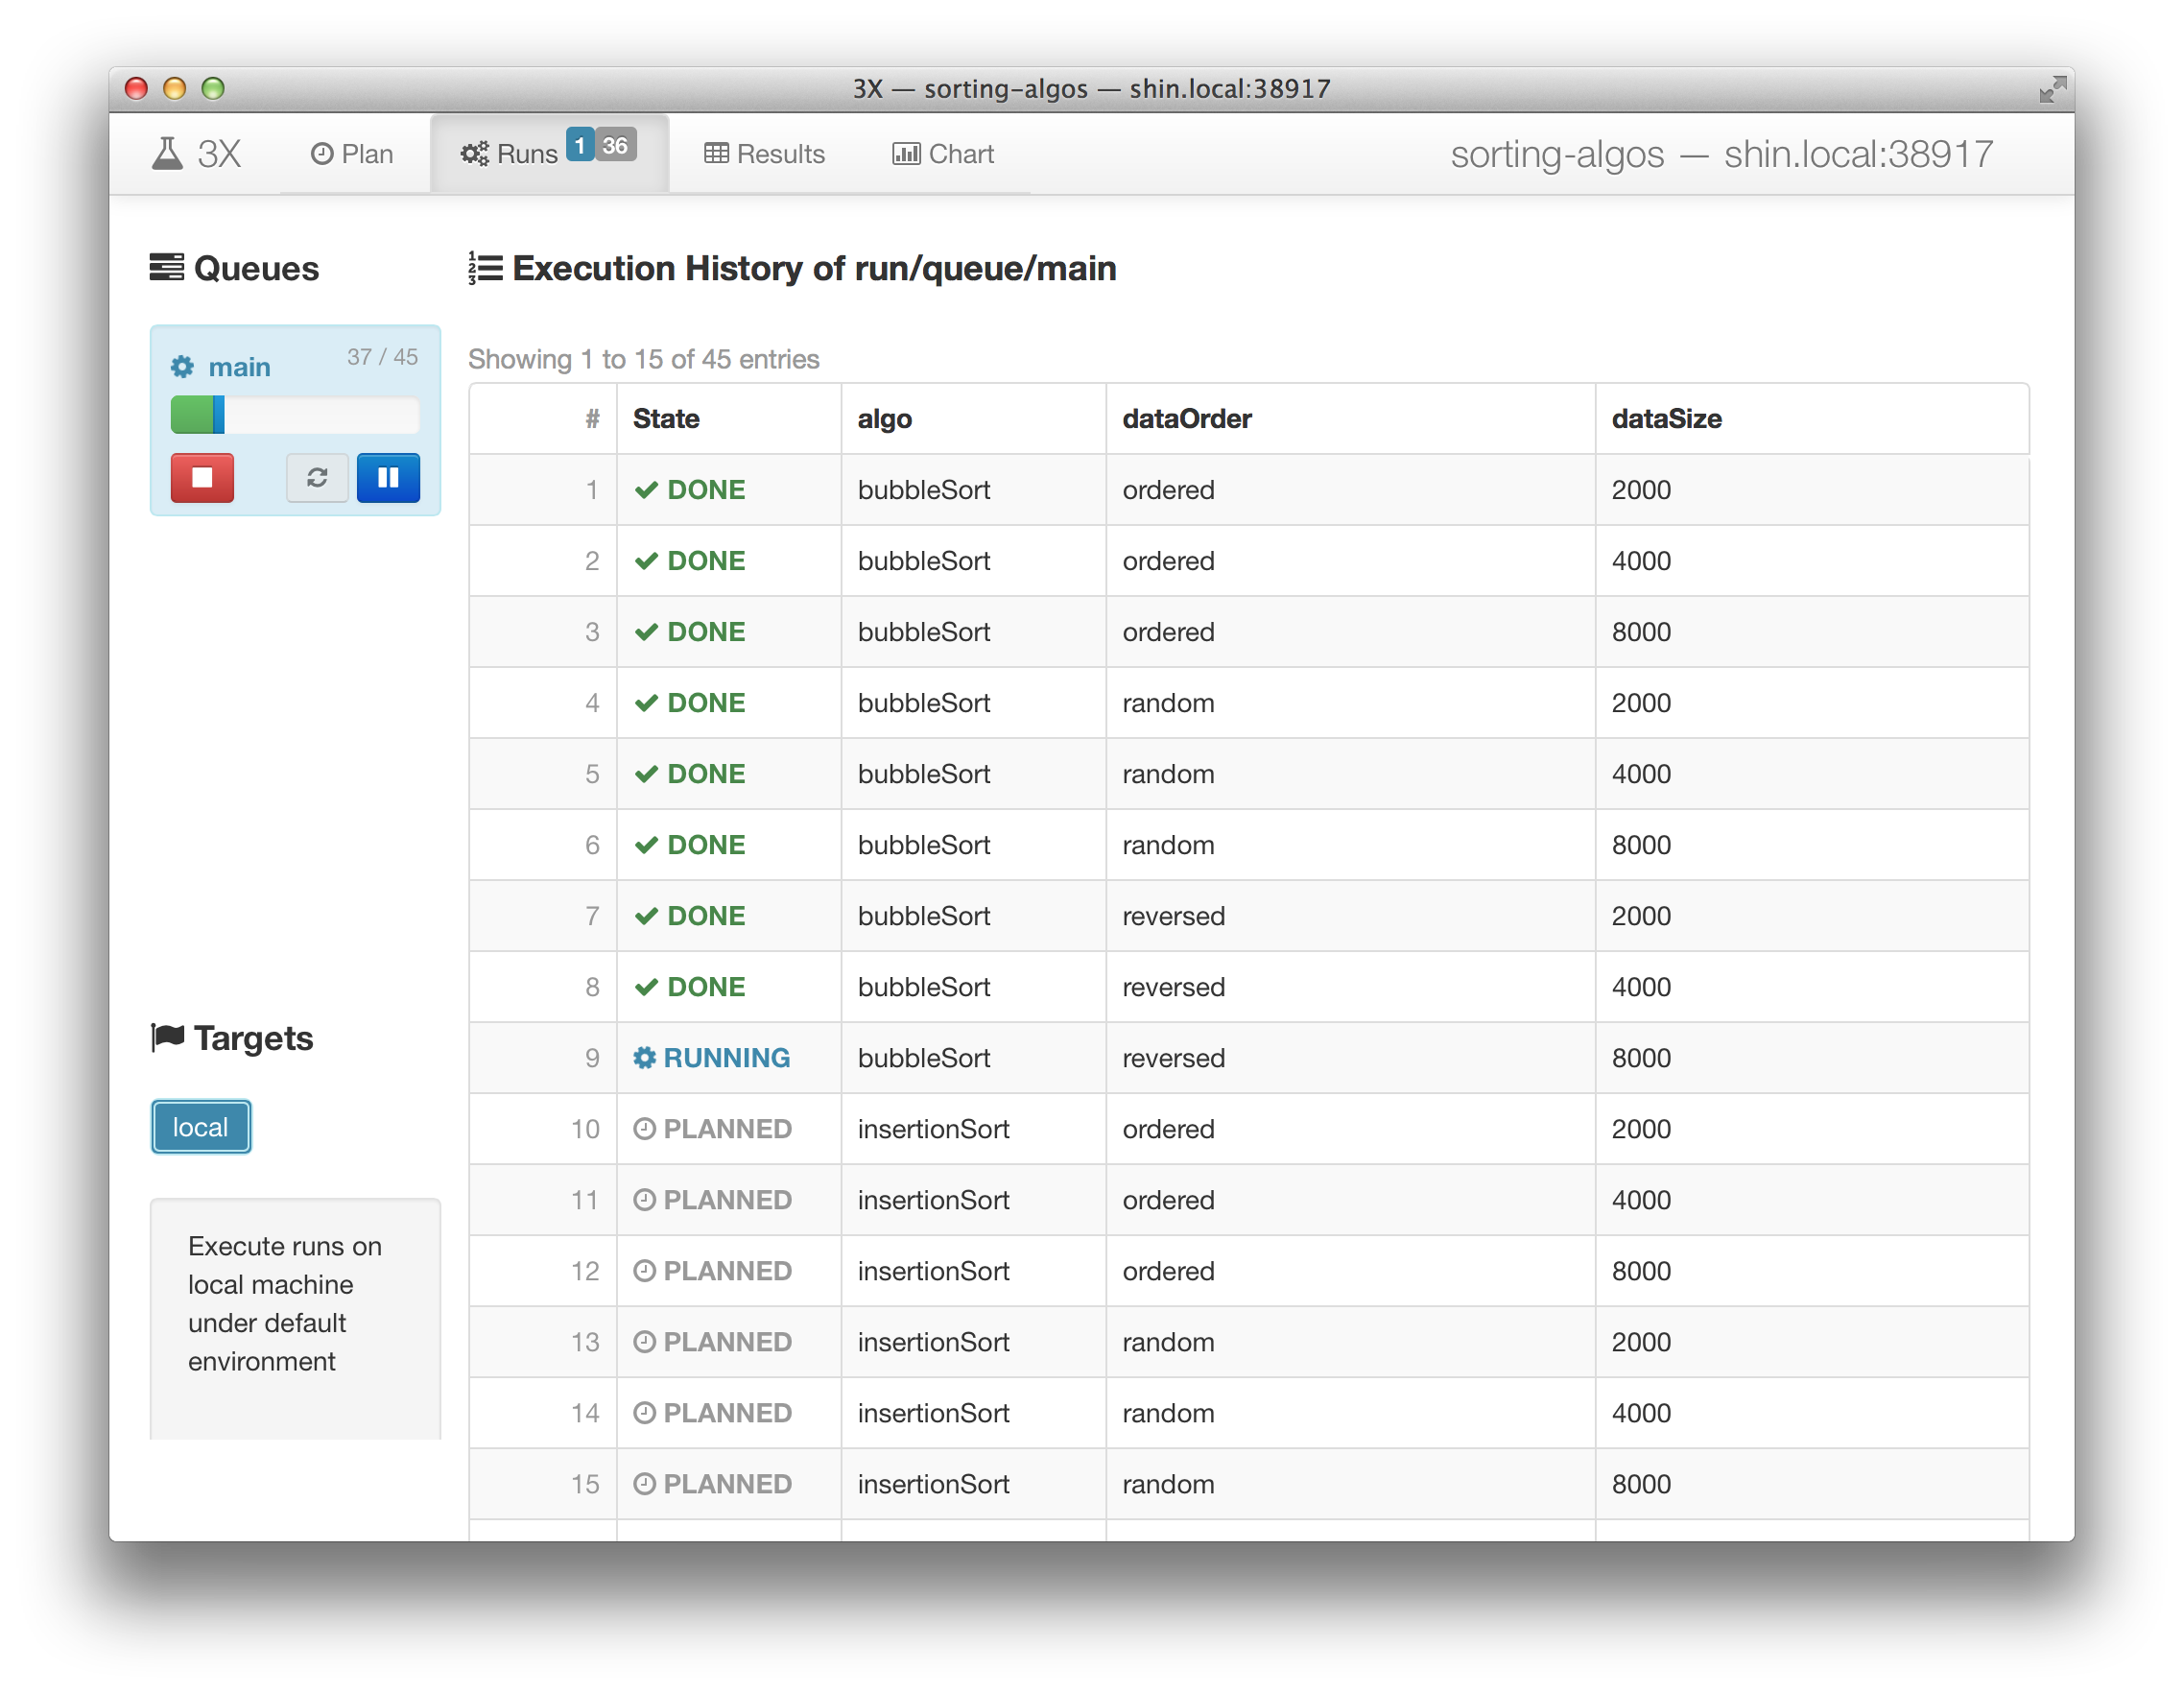 3X — sorting-algos — shin.local:38917
3X Plan Runs 1 36 Results Chart sorting-algos — shin.local:38917
Queues
main 37 / 45
Targets
local
Execute runs on
local machine
under default
environment
Execution History of run/queue/main
Showing 1 to 15 of 45 entries
# State algo dataOrder dataSize
1 DONE bubbleSort ordered 2000
2 DONE bubbleSort ordered 4000
3 DONE bubbleSort ordered 8000
4 DONE bubbleSort random 2000
5 DONE bubbleSort random 4000
6 DONE bubbleSort random 8000
7 DONE bubbleSort reversed 2000
8 DONE bubbleSort reversed 4000
9 RUNNING bubbleSort reversed 8000
10 PLANNED insertionSort ordered 2000
11 PLANNED insertionSort ordered 4000
12 PLANNED insertionSort ordered 8000
13 PLANNED insertionSort random 2000
14 PLANNED insertionSort random 4000
15 PLANNED insertionSort random 8000